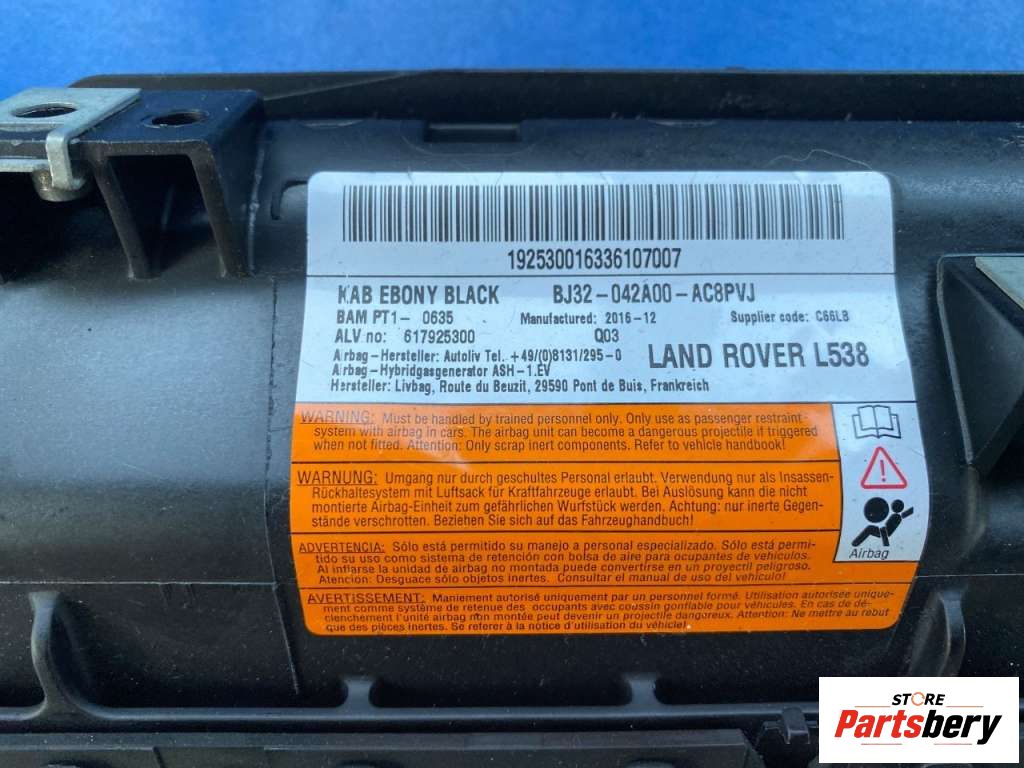 192530016336107007
KAB EBONY BLACK BJ32-042A00-AC8PVJ
BAM PT1- 0635 Manufactured: 2016-12 Supplier code: C66LB
ALV no: 617925300 Q03
Airbag-Hersteller: Autoliv Tel. +49/(0)8131/295-0 LAND ROVER L538
Airbag-Hybridgasgenerator ASH-1.EV
Hersteller: Livbag, Route du Beuzit, 29590 Pont de Buis, Frankreich
WARNING: Must be handled by trained personnel only. Only use as passenger restraint-
system with airbag in cars. The airbag unit can become a dangerous projectile if triggered
when not fitted. Attention: Only scrap inert components. Refer to vehicle handbook!
WARNUNG: Umgang nur durch geschultes Personal erlaubt. Verwendung nur als Insassen-
Rückhaltesystem mit Luftsack für Kraftfahrzeuge erlaubt. Bei Auslösung kann die nicht
montierte Airbag-Einheit zum gefährlichen Wurfstück werden. Achtung: nur inerte Gegen-
stände verschrotten. Beziehen Sie sich auf das Fahrzeughandbuch!
ADVERTENCIA: Sólo está permitido su manejo a personal especializado. Sólo está permi-
tido su uso como sistema de retención con bolsa de aire para ocupantes de vehículos.
Al inflarse la unidad de airbag no montada puede convertirse en un proyectil peligroso.
Atención: Desguace sólo objetos inertes. Consultar el manual de uso del vehículo!
AVERTISSEMENT: Maniement autorisé uniquement par un personnel formé. Utilisation autorisée unique-
ment comme système de retenue des occupants avec coussin gonflable pour véhicules. En cas de dé-
clenchement l'unité airbag non montée peut devenir un projectile dangereux. Attention: Ne mettre au rebut
que des pièces inertes. Se referer à la notice d'utilisation du véhicule!
Airbag
STORE
Partsbery